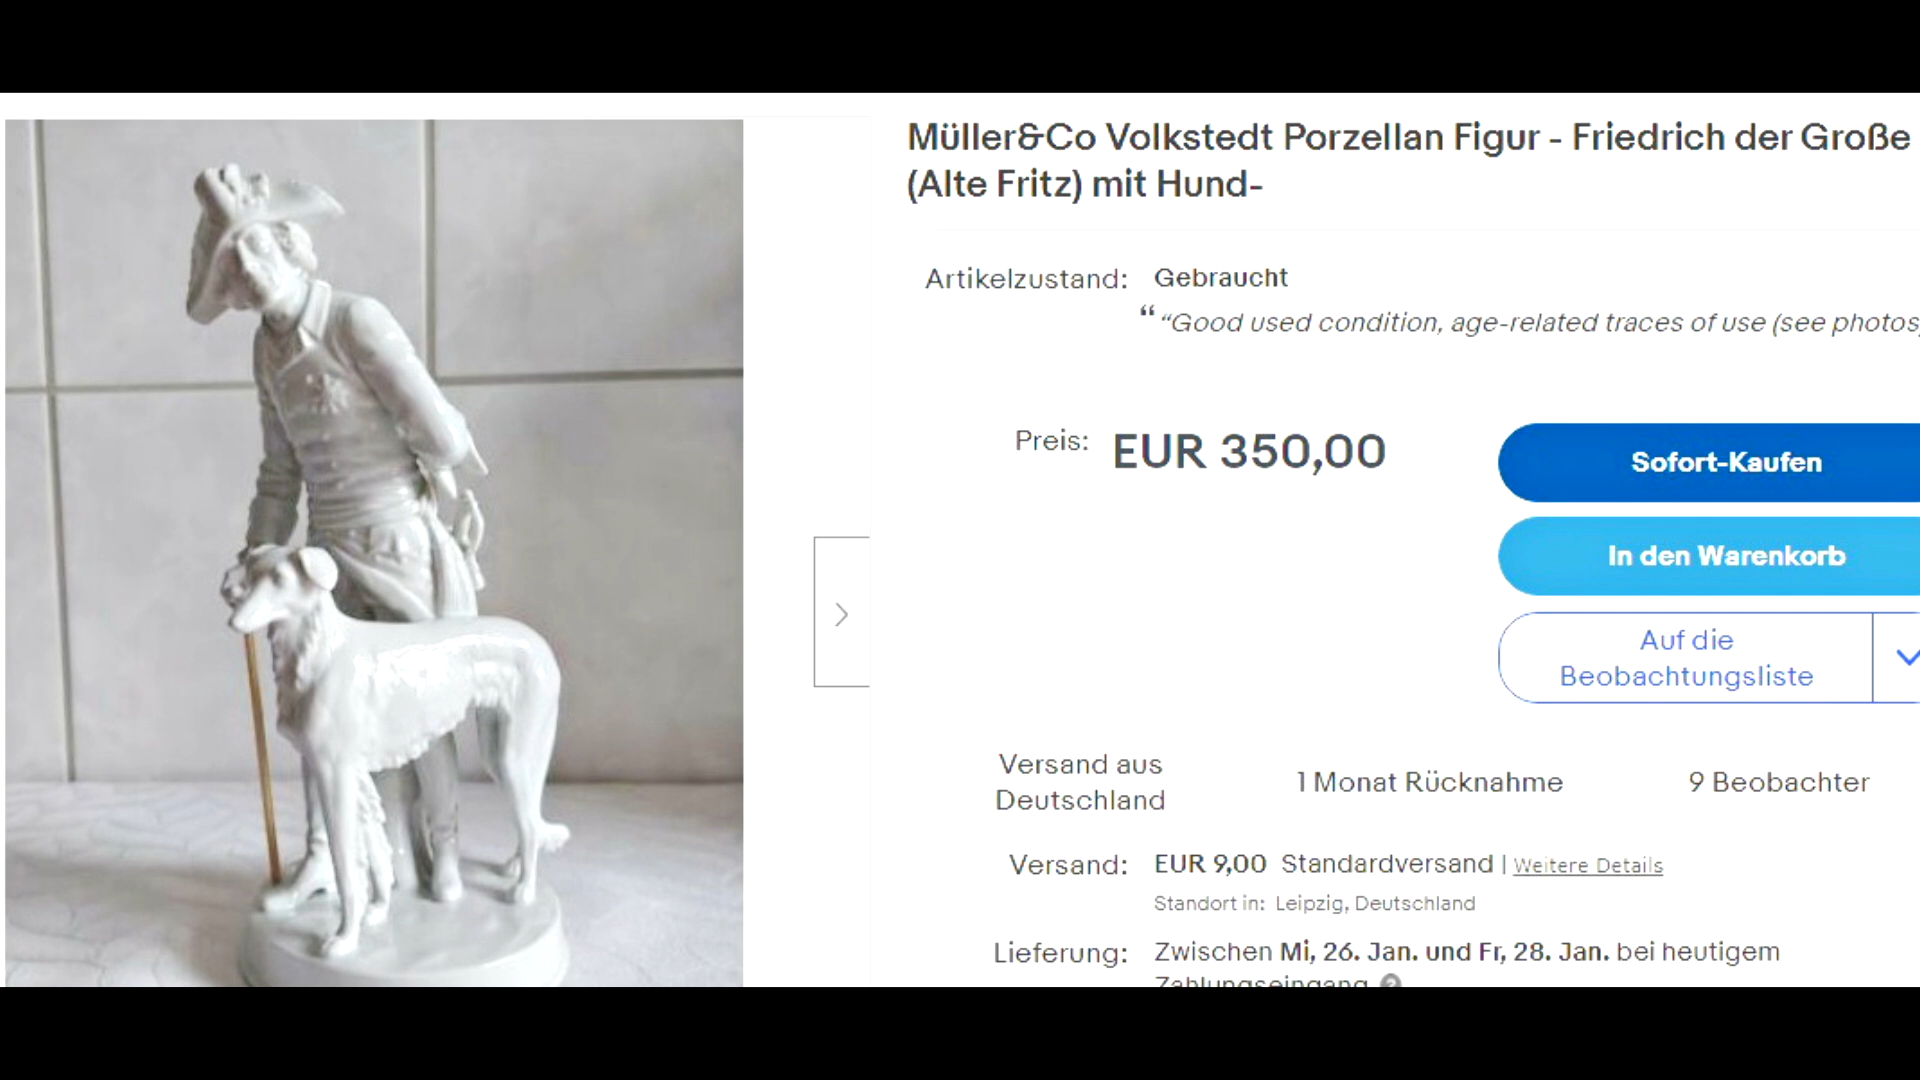 Müller&Co Volkstedt Porzellan Figur - Friedrich der Große
(Alte Fritz) mit Hund-
Artikelzustand: Gebraucht
“ “Good used condition, age-related traces of use (see photos)
Preis: EUR 350,00
Sofort-Kaufen
In den Warenkorb
Auf die
Beobachtungsliste
Versand aus
Deutschland
1 Monat Rücknahme
9 Beobachter
Versand: EUR 9,00 Standardversand | Weitere Details
Standort in: Leipzig, Deutschland
Lieferung: Zwischen Mi, 26. Jan. und Fr, 28. Jan. bei heutigem
Zahlungseingang ?